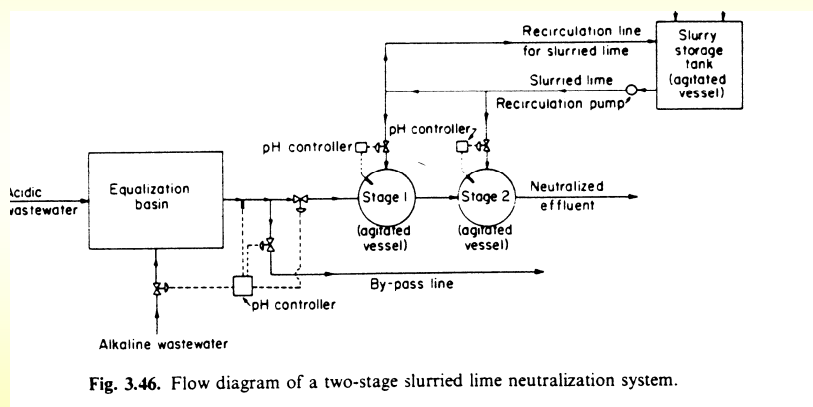 Recirculation line
for slurried lime
Slurry
storage
tank
(agitated
vessel)
Slurried lime
Recirculation pump
pH controller
pH controller
Acidic
wastewater
Equalization
basin
Stage 1
Stage 2
Neutralized
effluent
(agitated
vessel)
(agitated
vessel)
By-pass line
pH controller
Alkaline wastewater
Fig. 3.46. Flow diagram of a two-stage slurried lime neutralization system.